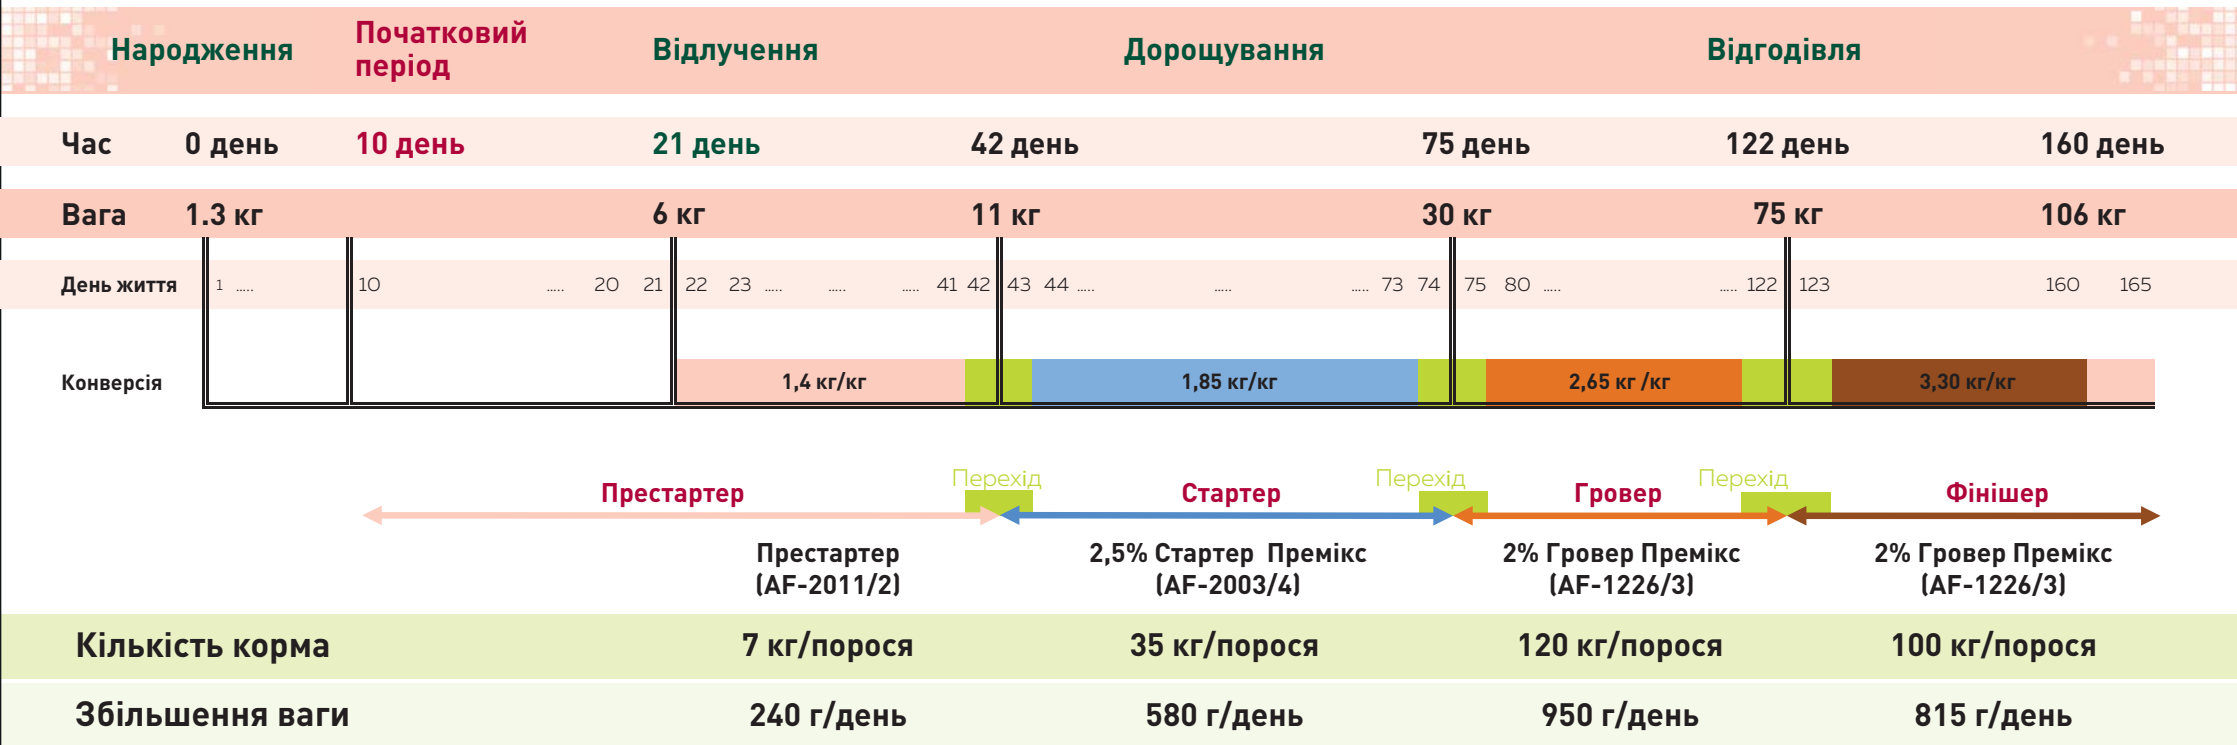 Народження Початковий період Відлучення Дорощування Відгодівля
Час 0 день 10 день 21 день 42 день 75 день 122 день 160 день
Вага 1.3 кг 6 кг 11 кг 30 кг 75 кг 106 кг
День життя 1 ..... 10 ..... 20 21 22 23 ..... ..... ..... 41 42 43 44 ..... ..... ..... 73 74 75 80 ..... ..... 122 123 160 165
Конверсія 1,4 кг/кг 1,85 кг/кг 2,65 кг /кг 3,30 кг/кг
Перехід Перехід Перехід
Престартер Стартер Гровер Фінішер
Престартер 2,5% Стартер Премікс 2% Гровер Премікс 2% Гровер Премікс
(AF-2011/2) (AF-2003/4) (AF-1226/3) (AF-1226/3)
Кількість корма 7 кг/порося 35 кг/порося 120 кг/порося 100 кг/порося
Збільшення ваги 240 г/день 580 г/день 950 г/день 815 г/день